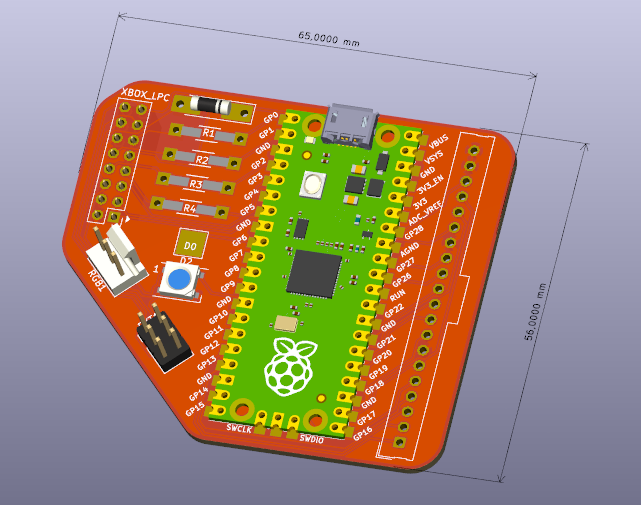 65,0000 mm
XBOX_LPC
R1
R2
R3
R4
D0
D2
1
RGB1
GP0
GP1
GND
GP2
GP3
GP4
GP5
GND
GP6
GP7
GP8
GP9
GND
GP10
GP11
GP12
GP13
GND
GP14
GP15
SWCLK
SWDIO
VBUS
VSYS
GND
3V3_EN
3V3
ADC_VREF
GP28
AGND
GP27
GP26
RUN
GP22
GND
GP21
GP20
GP19
GP18
GND
GP17
GP16
56,0000 mm